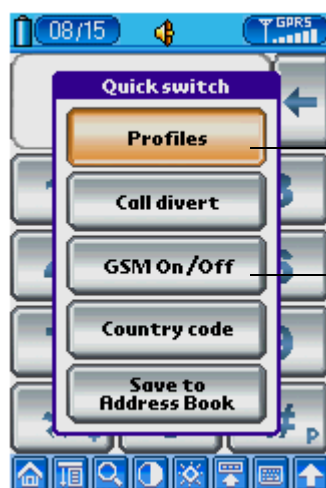 08/15
GPRS
Quick switch
Profiles
Call divert
GSM On/Off
Country code
Save to
Address Book
# P